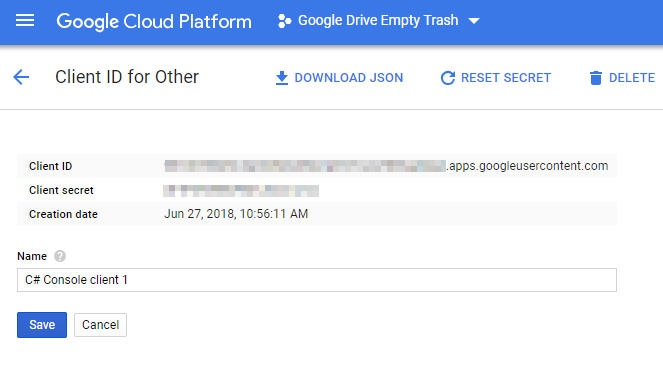 Google Cloud Platform Google Drive Empty Trash
Client ID for Other DOWNLOAD JSON RESET SECRET DELETE
Client ID .apps.googleusercontent.com
Client secret
Creation date Jun 27, 2018, 10:56:11 AM
Name ?
C# Console client 1
Save Cancel